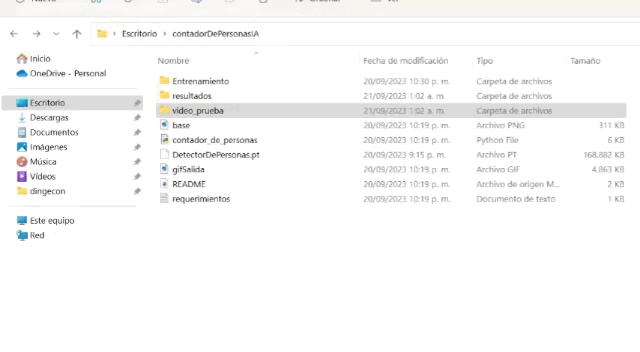 Escritorio > contadorDePersonasIA
Inicio
OneDrive - Personal
Escritorio
Descargas
Documentos
Imágenes
Música
Vídeos
dingecon
Este equipo
Red
Nombre Fecha de modificación Tipo Tamaño
Entrenamiento 20/09/2023 10:30 p. m. Carpeta de archivos
resultados 21/09/2023 1:02 a. m. Carpeta de archivos
video_prueba 21/09/2023 1:02 a. m. Carpeta de archivos
base 20/09/2023 10:19 p. m. Archivo PNG 311 KB
contador_de_personas 20/09/2023 10:19 p. m. Python File 6 KB
DetectorDePersonas.pt 20/09/2023 9:15 p. m. Archivo PT 168,882 KB
gifSalida 20/09/2023 10:19 p. m. Archivo GIF 4,863 KB
README 20/09/2023 10:19 p. m. Archivo de origen M... 2 KB
requerimientos 20/09/2023 10:19 p. m. Documento de texto 1 KB